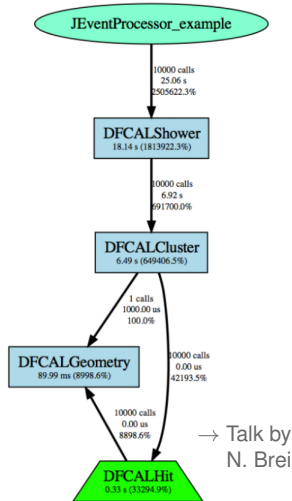 JEventProcessor_example
10000 calls
25.06 s
2505622.3%
DFCALShower
18.14 s (1813922.3%)
10000 calls
6.92 s
691700.0%
DFCALCluster
6.49 s (649406.5%)
1 calls
1000.00 us
100.0%
DFCALGeometry
89.99 ms (8998.6%)
10000 calls
0.00 us
42193.5%
10000 calls
0.00 us
8898.6%
→ Talk by
N. Brei
DFCALHit
0.33 s (33294.9%)